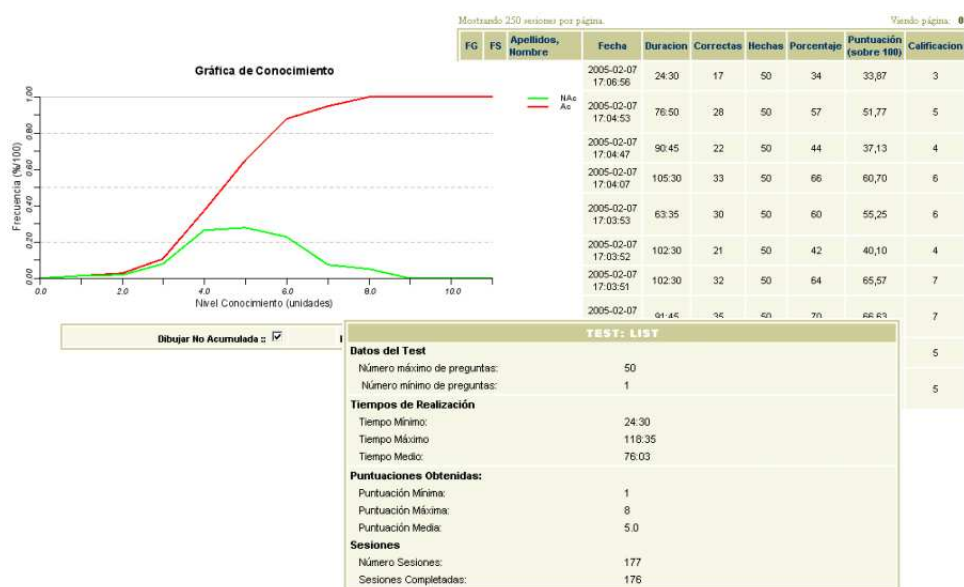 Mostrando 250 sesiones por página. Viendo página: 0
FG FS Apellidos, Nombre Fecha Duracion Correctas Hechas Porcentaje Puntuación (sobre 100) Calificacion
2005-02-07 17:06:56 24:30 17 50 34 33,87 3
2005-02-07 17:04:53 76:50 28 50 57 51,77 5
2005-02-07 17:04:47 90:45 22 50 44 37,13 4
2005-02-07 17:04:07 105:30 33 50 66 60,70 6
2005-02-07 17:03:53 63:35 30 50 60 55,25 6
2005-02-07 17:03:52 102:30 21 50 42 40,10 4
2005-02-07 17:03:51 102:30 32 50 64 65,57 7
2005-02-07 91:45 35 50 70 66,63 7
5
5
Gráfica de Conocimiento
NAc
Ac
Frecuencia (%/100)
1.00
0.80
0.60
0.40
0.20
0.00
0.0 2.0 4.0 6.0 8.0 10.0
Nivel Conocimiento (unidades)
Dibujar No Acumulada ::
TEST: LIST
Datos del Test
Número máximo de preguntas: 50
Número mínimo de preguntas: 1
Tiempos de Realización
Tiempo Mínimo: 24:30
Tiempo Máximo 118:35
Tiempo Medio: 76:03
Puntuaciones Obtenidas:
Puntuación Mínima: 1
Puntuación Máxima: 8
Puntuación Media: 5.0
Sesiones
Número Sesiones: 177
Sesiones Completadas: 176